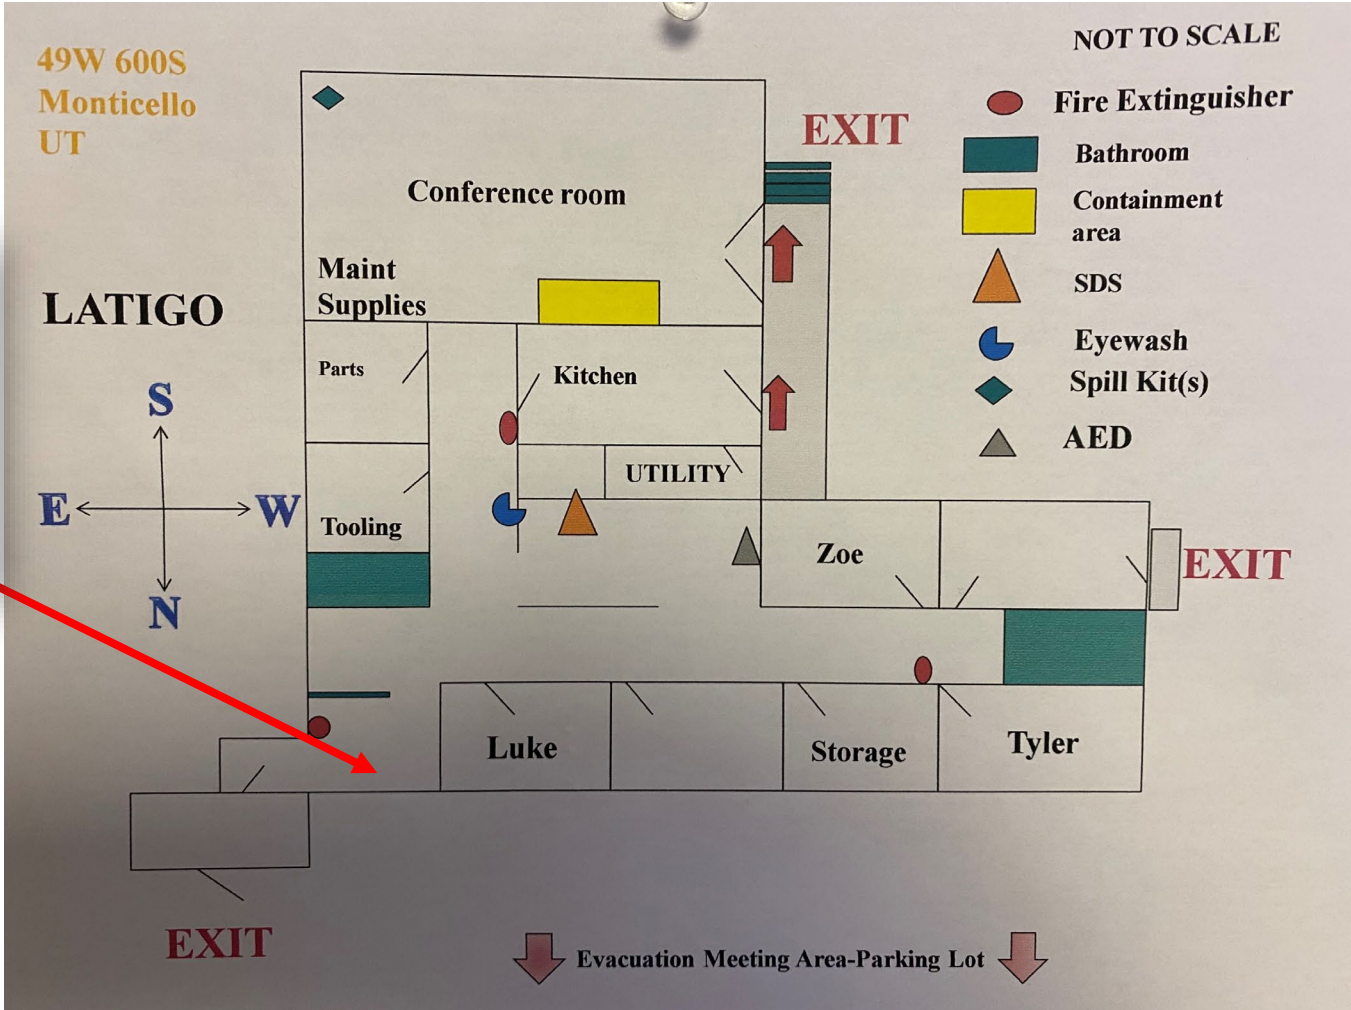 49W 600S
Monticello
UT
NOT TO SCALE
Fire Extinguisher
Bathroom
Containment
area
SDS
Eyewash
Spill Kit(s)
AED
EXIT
Conference room
Maint
Supplies
LATIGO
Parts
Kitchen
S
E
W
N
UTILITY
Tooling
Zoe
EXIT
Luke
Storage
Tyler
EXIT
Evacuation Meeting Area-Parking Lot